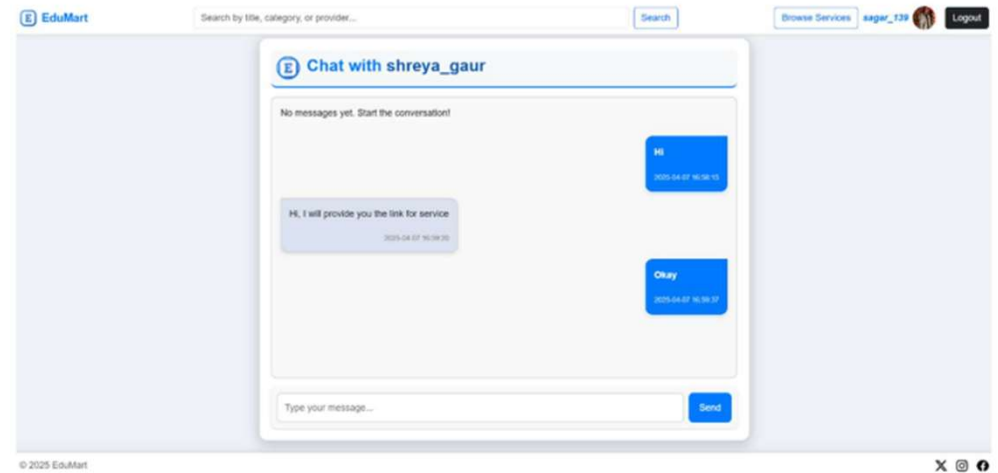 EduMart
Search by title, category, or provider...
Search
Browse Services
sagar_139
Logout
Chat with shreya_gaur
No messages yet. Start the conversation!
Hi
2025-04-07 16:58:15
Hi, I will provide you the link for service
2025-04-07 16:59:20
Okay
2025-04-07 16:59:37
Type your message...
Send
© 2025 EduMart